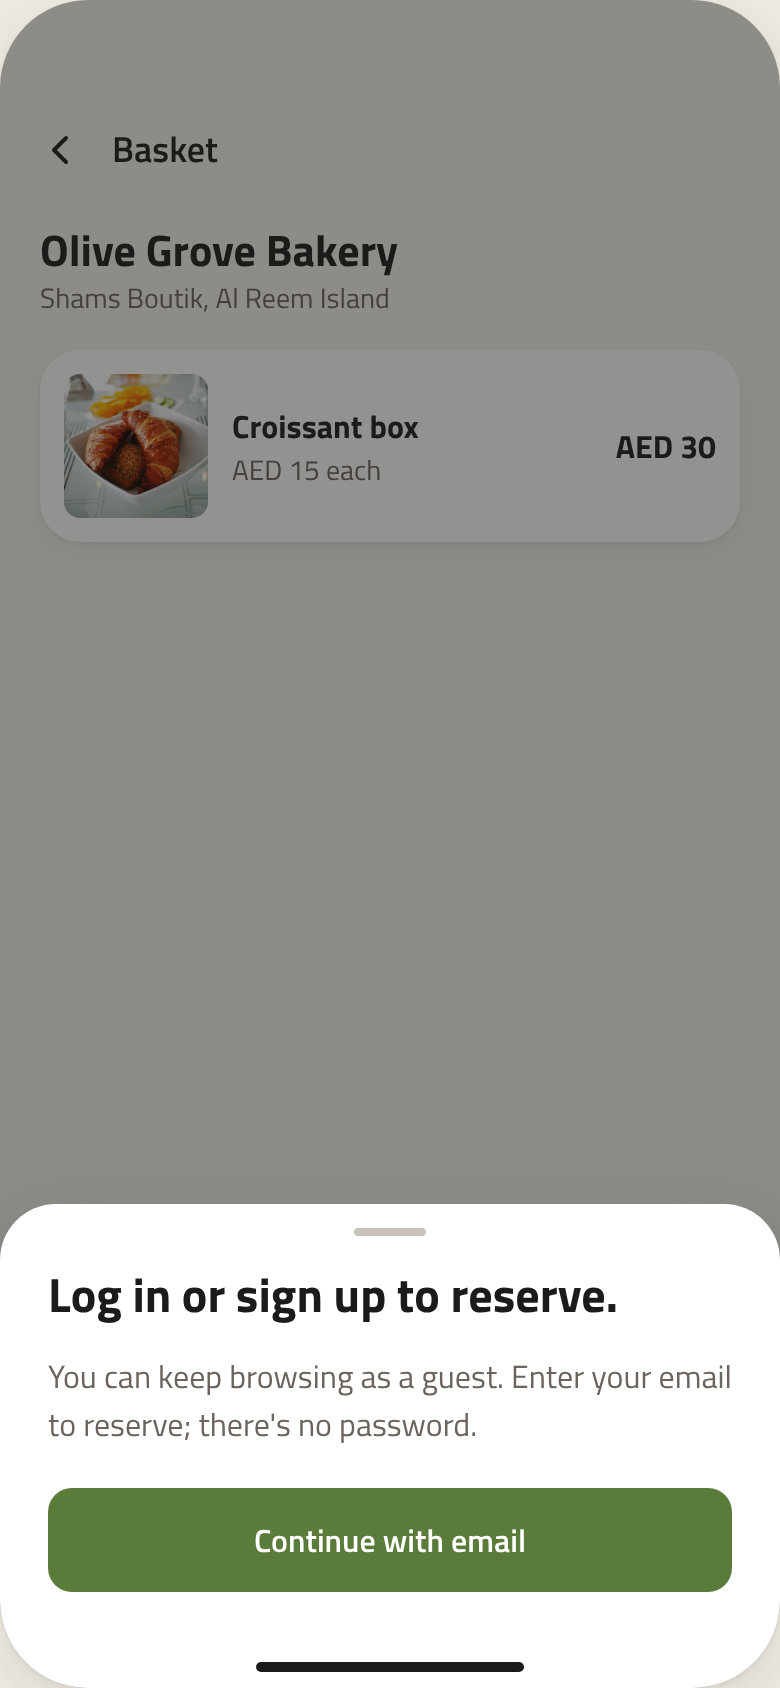 Basket
Olive Grove Bakery
Shams Boutik, Al Reem Island
Croissant box
AED 15 each
AED 30
Log in or sign up to reserve.
You can keep browsing as a guest. Enter your email
to reserve; there's no password.
Continue with email